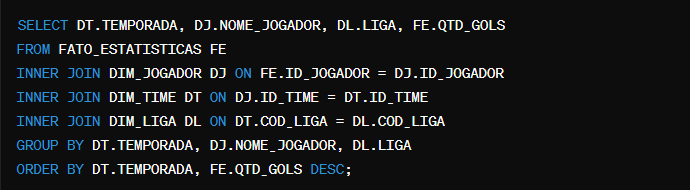 SELECT DT.TEMPORADA, DJ.NOME_JOGADOR, DL.LIGA, FE.QTD_GOLS
FROM FATO_ESTATISTICAS FE
INNER JOIN DIM_JOGADOR DJ ON FE.ID_JOGADOR = DJ.ID_JOGADOR
INNER JOIN DIM_TIME DT ON DJ.ID_TIME = DT.ID_TIME
INNER JOIN DIM_LIGA DL ON DT.COD_LIGA = DL.COD_LIGA
GROUP BY DT.TEMPORADA, DJ.NOME_JOGADOR, DL.LIGA
ORDER BY DT.TEMPORADA, FE.QTD_GOLS DESC;